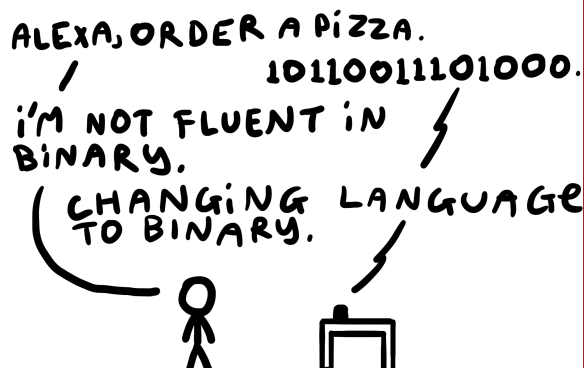 ALEXA, ORDER A PiZZA.
10110011101000.
i'M NOT FLUENT iN
BiNARY.
CHANGiNG LANGUAGe
TO BiNARY.